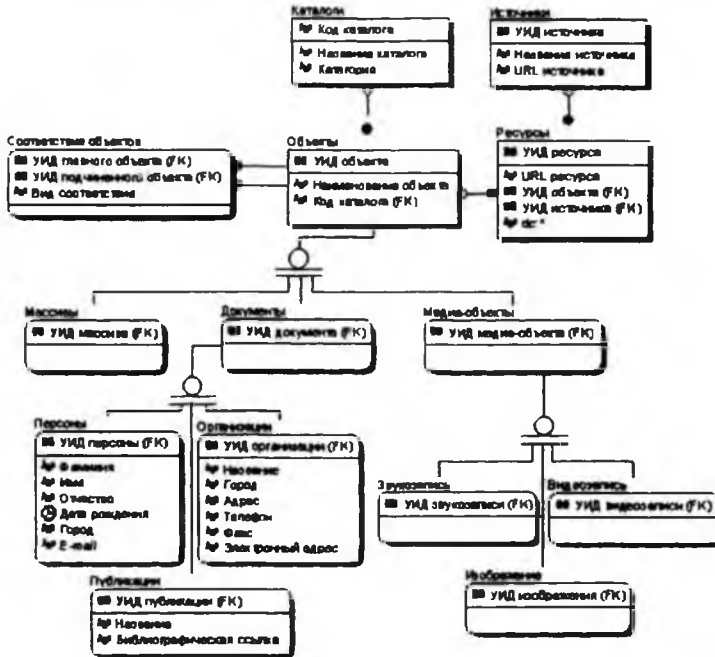 Каталоги
Код каталога
Название каталога
Категория
Источники
УИД источника
Название источника
URL источника
Соответствия объектов
УИД главного объекта (FK)
УИД подчиненного объекта (FK)
Вид соответствия
Объекты
УИД объекта
Наименование объекта
Код каталога (FK)
Ресурсы
УИД ресурса
URL ресурса
УИД объекта (FK)
УИД источника (FK)
dc:*
Массивы
УИД массива (FK)
Документы
УИД документа (FK)
Медиа-объекты
УИД медиа-объекта (FK)
Персоны
УИД персоны (FK)
Фамилия
Имя
Отчество
Дата рождения
Город
E-mail
Организации
УИД организации (FK)
Название
Город
Адрес
Телефон
Факс
Электронный адрес
Звукозапись
УИД звукозаписи (FK)
Видеозапись
УИД видеозаписи (FK)
Публикации
УИД публикации (FK)
Название
Библиографическая ссылка
Изображение
УИД изображения (FK)